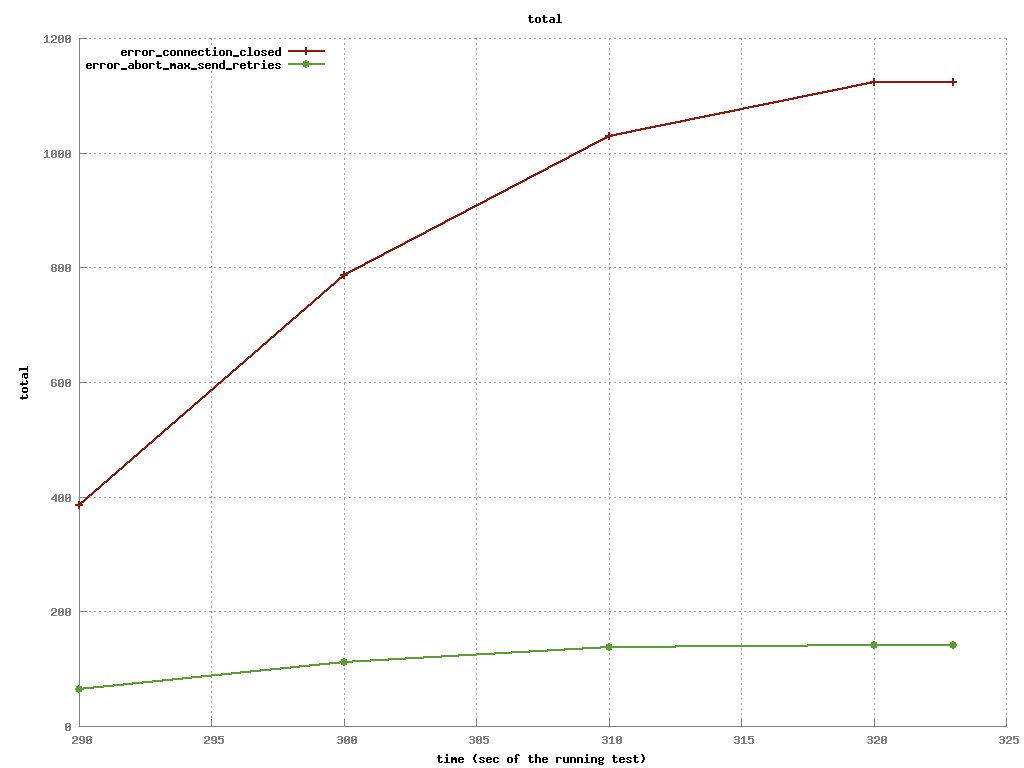 total
1200
1000
800
600
400
200
0
error_connection_closed
error_abort_max_send_retries
total
290 295 300 305 310 315 320 325
time (sec of the running test)